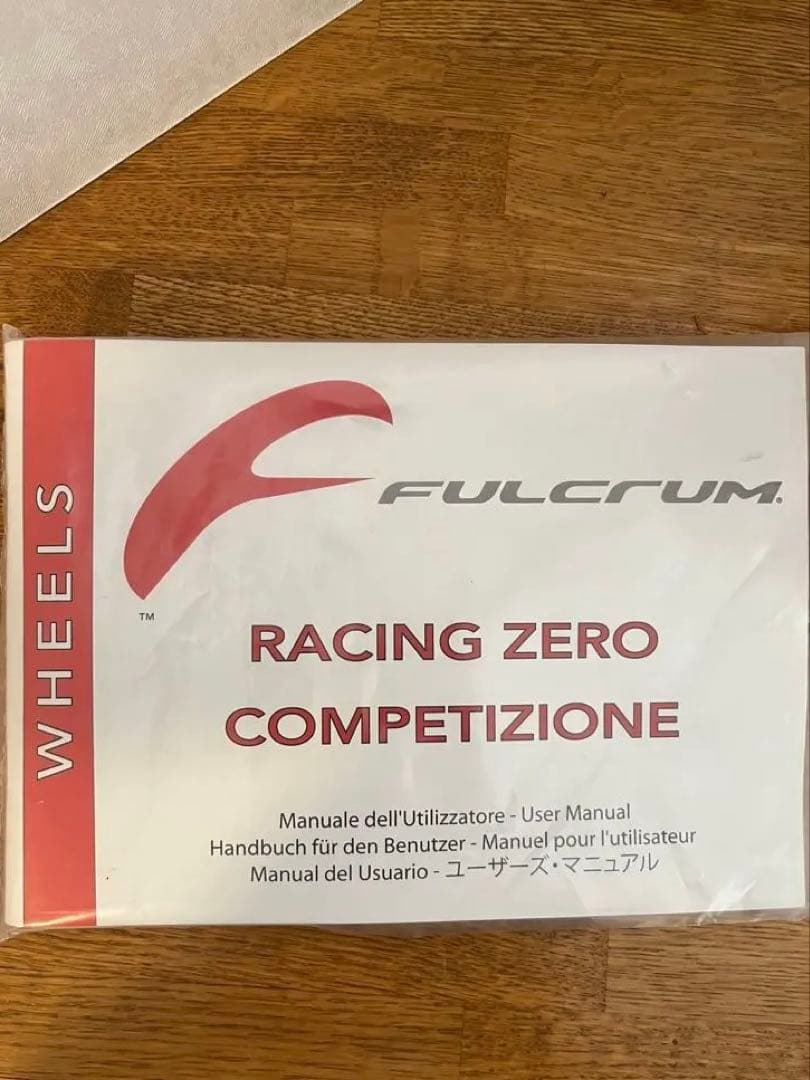 WHEELS
FULCRUM.
TM
RACING ZERO
COMPETIZIONE
Manuale dell'Utilizzatore - User Manual
Handbuch für den Benutzer - Manuel pour l'utilisateur
Manual del Usuario - ユーザーズ・マニュアル